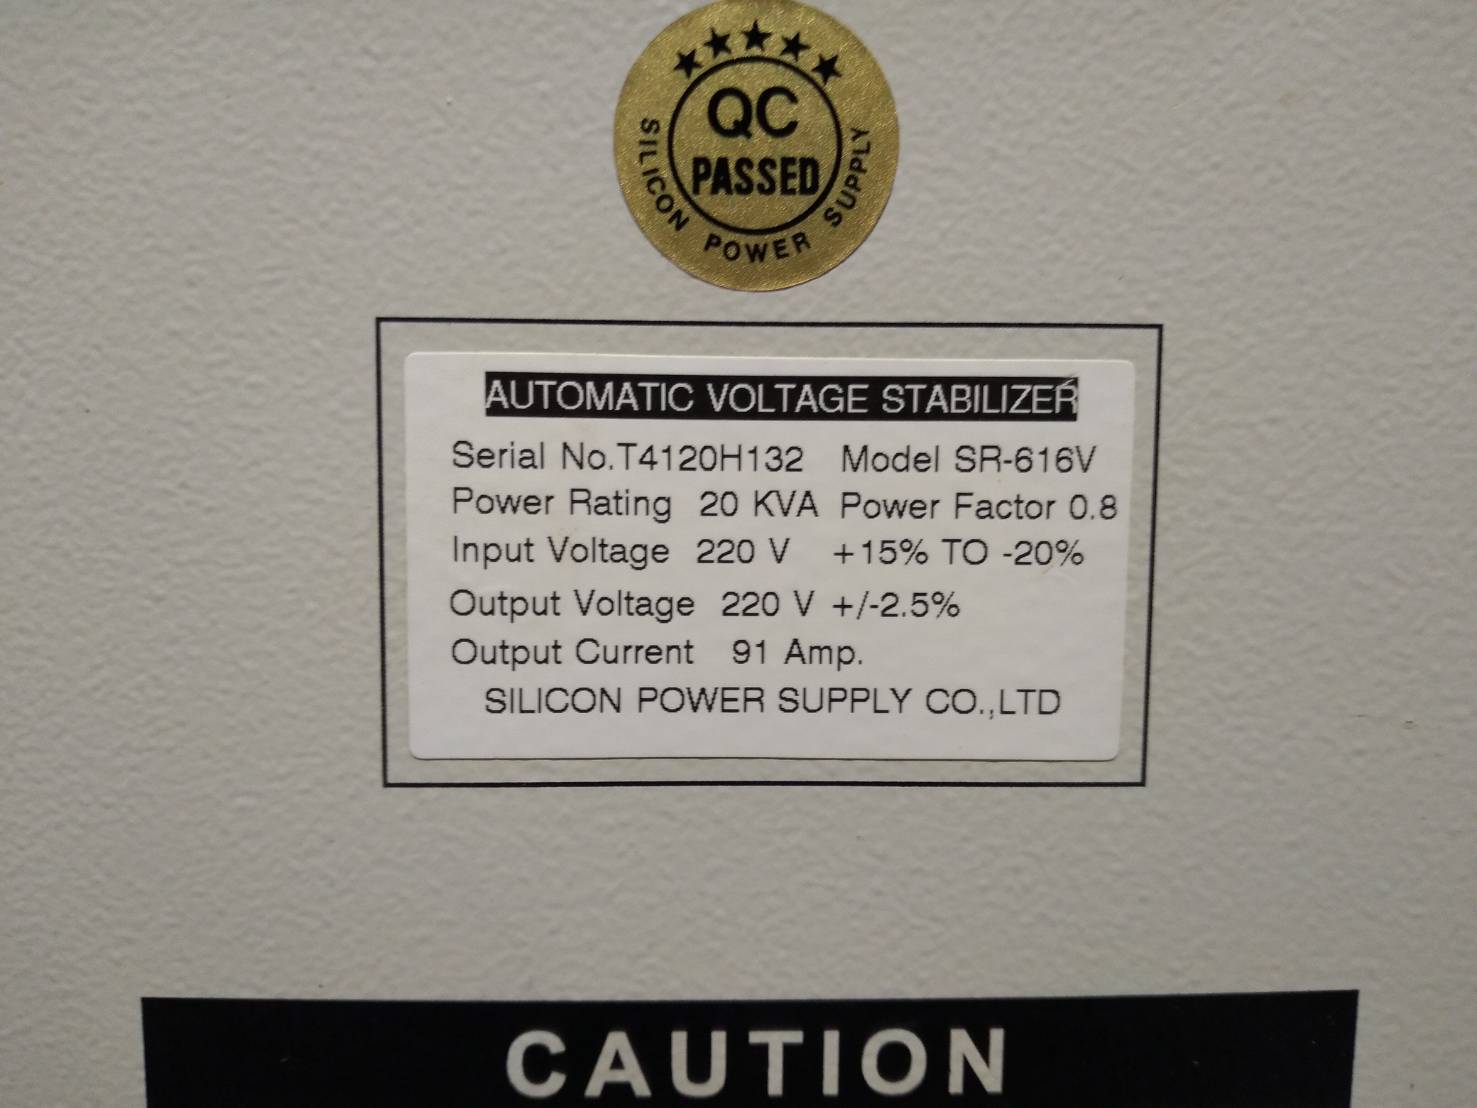 ★★★★★
QC
PASSED
SILICON POWER SUPPLY
AUTOMATIC VOLTAGE STABILIZER
Serial No.T4120H132 Model SR-616V
Power Rating 20 KVA Power Factor 0.8
Input Voltage 220 V +15% TO -20%
Output Voltage 220 V +/-2.5%
Output Current 91 Amp.
SILICON POWER SUPPLY CO.,LTD
CAUTION